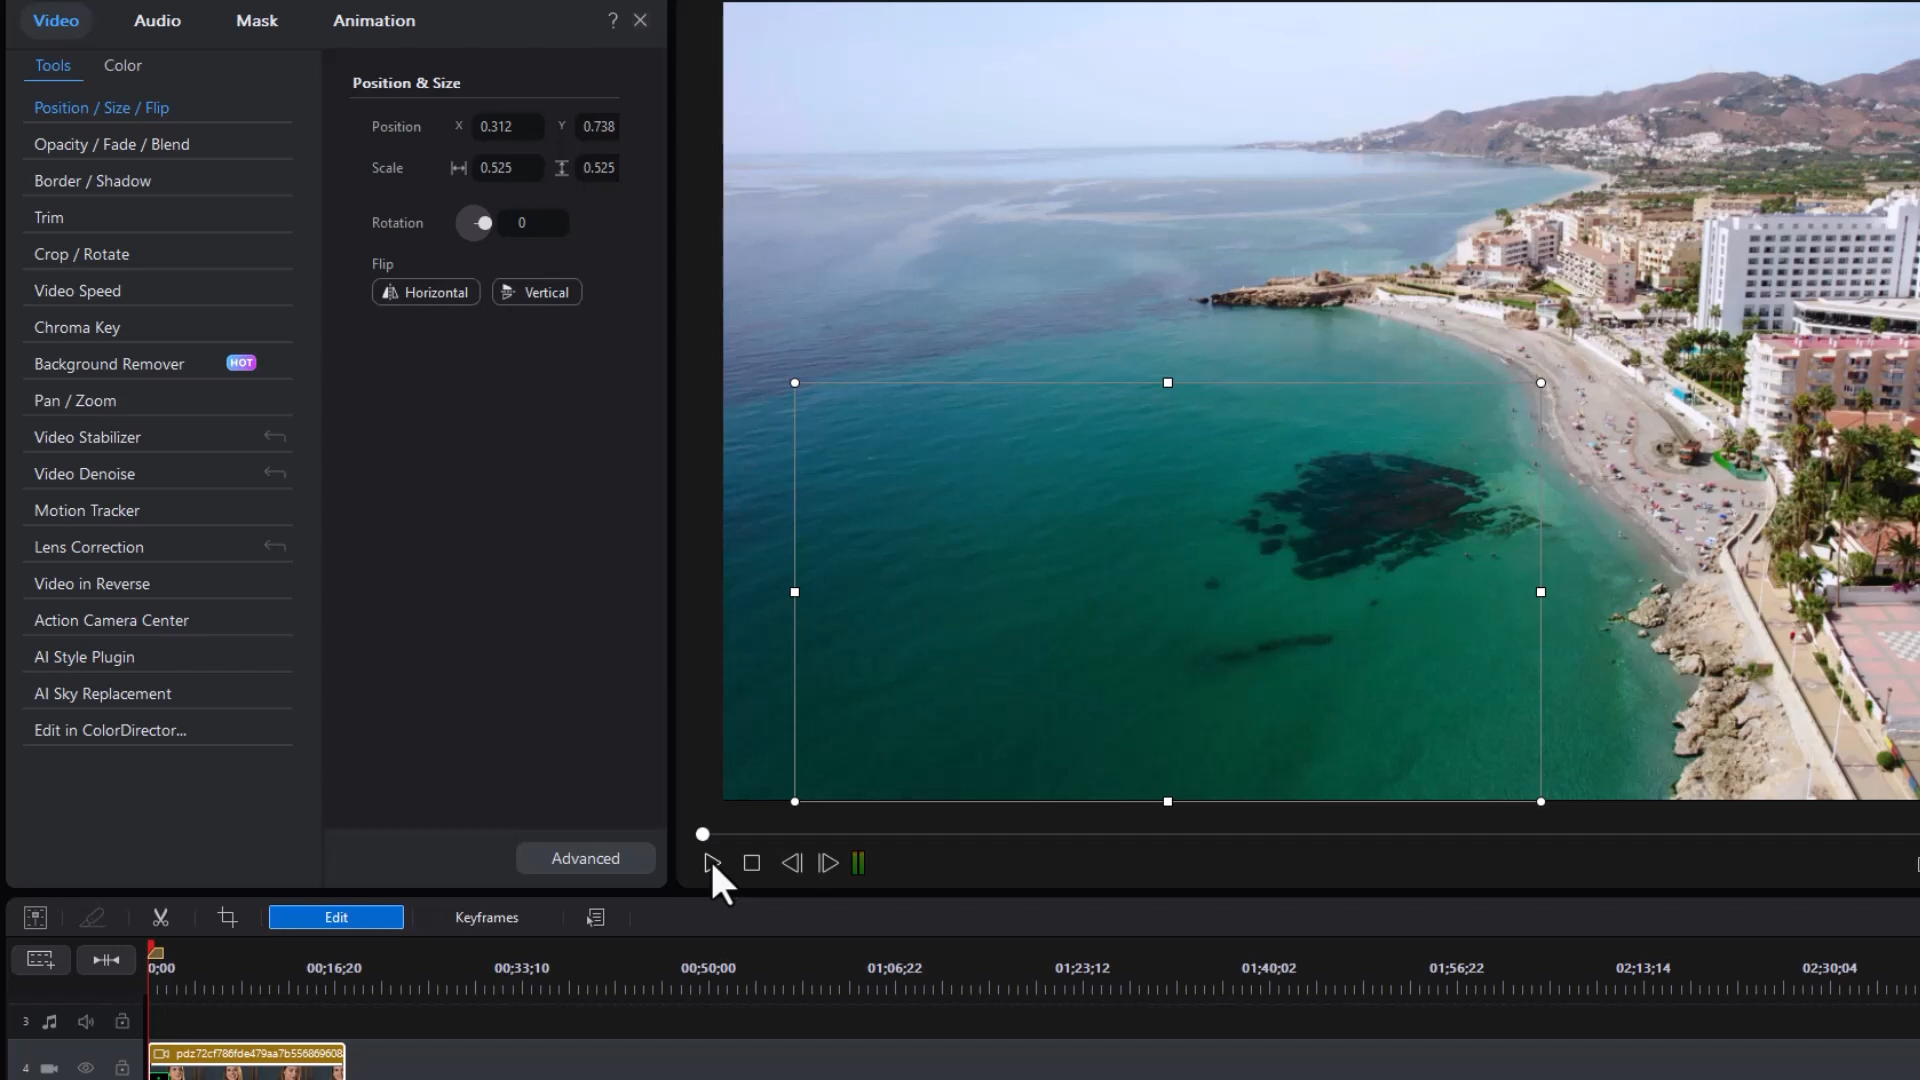 Video Audio Mask Animation ?
Tools Color
Position / Size / Flip
Opacity / Fade / Blend
Border / Shadow
Trim
Crop / Rotate
Video Speed
Chroma Key
Background Remover HOT
Pan / Zoom
Video Stabilizer
Video Denoise
Motion Tracker
Lens Correction
Video in Reverse
Action Camera Center
AI Style Plugin
AI Sky Replacement
Edit in ColorDirector...
Position & Size
Position X 0.312 Y 0.738
Scale 0.525 0.525
Rotation 0
Flip
Horizontal Vertical
Advanced
Edit Keyframes
0;00 00;16;20 00;33;10 00;50;00 01;06;22 01;23;12 01;40;02 01;56;22 02;13;14 02;30;04
3
4 pdz72cf786fde479aa7b556869608